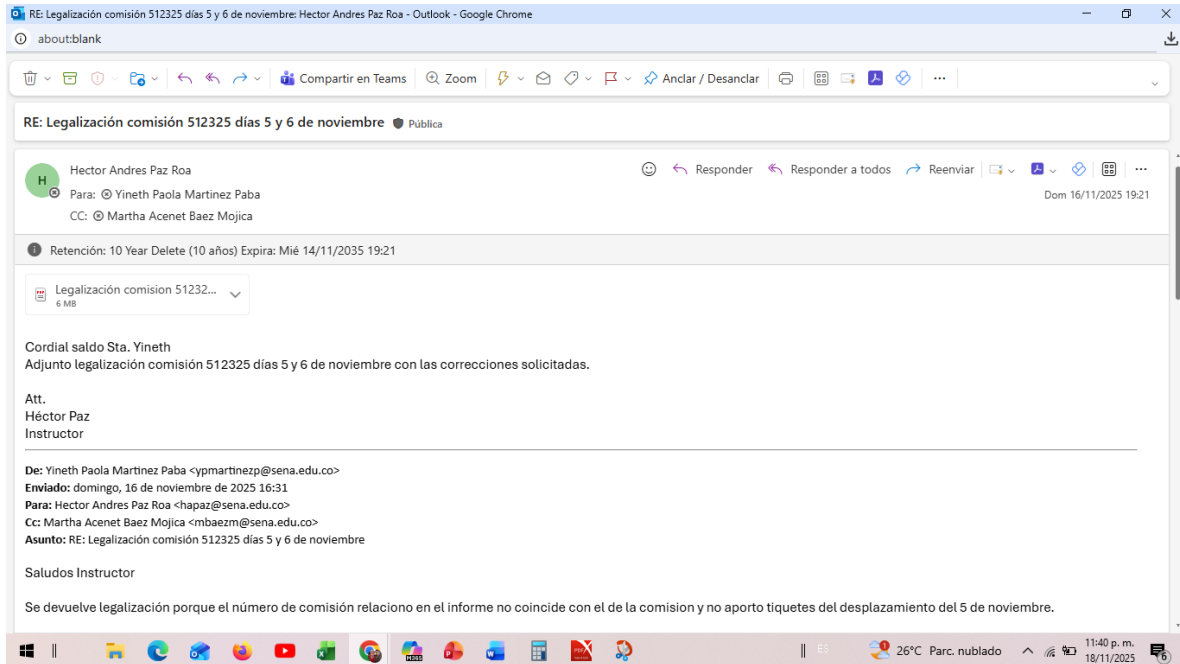 RE: Legalización comisión 512325 días 5 y 6 de noviembre: Hector Andres Paz Roa - Outlook - Google Chrome
about:blank
Compartir en Teams
Zoom
Anclar / Desanclar
RE: Legalización comisión 512325 días 5 y 6 de noviembre Pública
H
Hector Andres Paz Roa
Responder
Responder a todos
Reenviar
Para: Yineth Paola Martinez Paba
Dom 16/11/2025 19:21
CC: Martha Acenet Baez Mojica
Retención: 10 Year Delete (10 años) Expira: Mié 14/11/2035 19:21
Legalización comision 51232...
6 MB
Cordial saldo Sta. Yineth
Adjunto legalización comisión 512325 días 5 y 6 de noviembre con las correcciones solicitadas.
Att.
Héctor Paz
Instructor
De: Yineth Paola Martinez Paba <ypmartinezp@sena.edu.co>
Enviado: domingo, 16 de noviembre de 2025 16:31
Para: Hector Andres Paz Roa <hapaz@sena.edu.co>
Cc: Martha Acenet Baez Mojica <mbaezm@sena.edu.co>
Asunto: RE: Legalización comisión 512325 días 5 y 6 de noviembre
Saludos Instructor
Se devuelve legalización porque el número de comisión relaciono en el informe no coincide con el de la comision y no aporto tiquetes del desplazamiento del 5 de noviembre.
M365
ES
26°C Parc. nublado
11:40 p. m.
18/11/2025
6